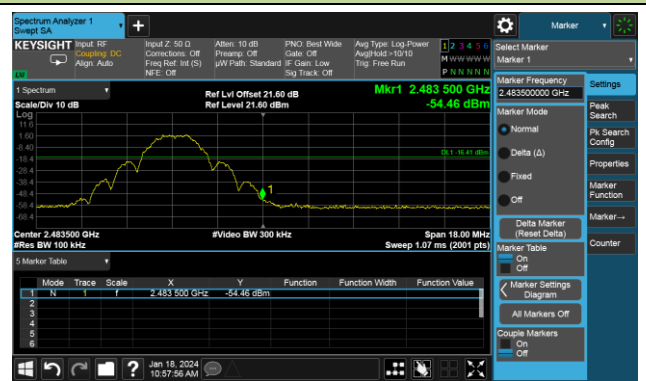 Spectrum Analyzer 1
Swept SA
Marker
KEYSIGHT
Input: RF
Coupling: DC
Align: Auto
Input Z: 50 Ω
Corrections: Off
Freq Ref: Int (S)
NFE: Off
Atten: 10 dB
Preamp: Off
µW Path: Standard
PNO: Best Wide
Gate: Off
IF Gain: Low
Sig Track: Off
Avg Type: Log-Power
Avg|Hold:>10/10
Trig: Free Run
1 2 3 4 5 6
M W W W W W
P N N N N N
LV
Select Marker
Marker 1
1 Spectrum
Scale/Div 10 dB
Ref Lvl Offset 21.60 dB
Ref Level 21.60 dBm
Mkr1 2.483 500 GHz
-54.46 dBm
Log
11.6
1.60
-8.40
-18.4
-28.4
-38.4
-48.4
-58.4
-68.4
DL1 -16.41 dBm
1
Center 2.483500 GHz
#Res BW 100 kHz
#Video BW 300 kHz
Span 18.00 MHz
Sweep 1.07 ms (2001 pts)
5 Marker Table
Mode Trace Scale X Y Function Function Width Function Value
1 N 1 f 2.483 500 GHz -54.46 dBm
2
3
4
5
6
Marker Frequency
2.483500000 GHz
Marker Mode
Normal
Delta (Δ)
Fixed
Off
Delta Marker
(Reset Delta)
Marker Table
On
Off
Marker Settings
Diagram
All Markers Off
Couple Markers
On
Off
Settings
Peak
Search
Pk Search
Config
Properties
Marker
Function
Marker→
Counter
Jan 18, 2024
10:57:56 AM